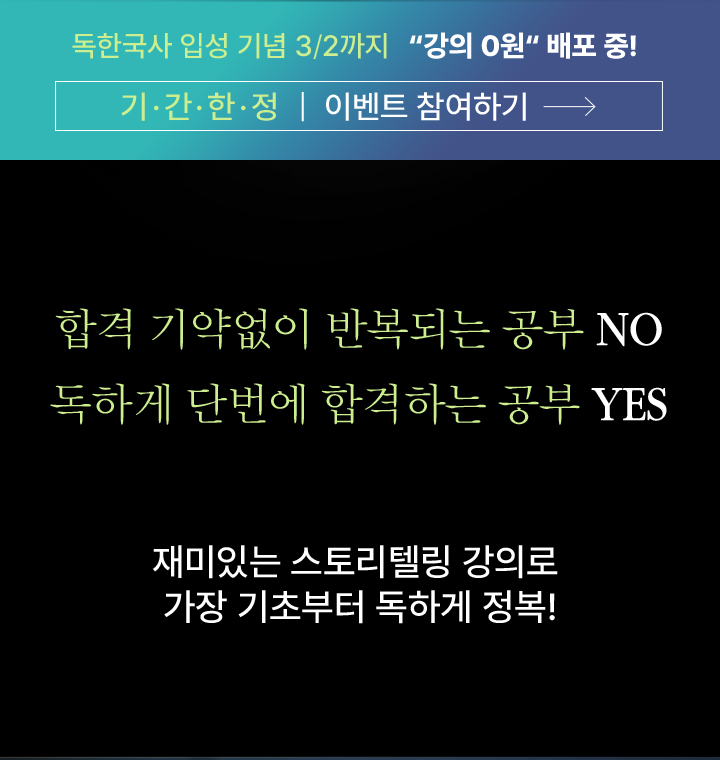 독한국사 입성 기념 3/2까지 “강의 0원“ 배포 중!
기·간·한·정 | 이벤트 참여하기 →
합격 기약없이 반복되는 공부 NO
독하게 단번에 합격하는 공부 YES
재미있는 스토리텔링 강의로
가장 기초부터 독하게 정복!